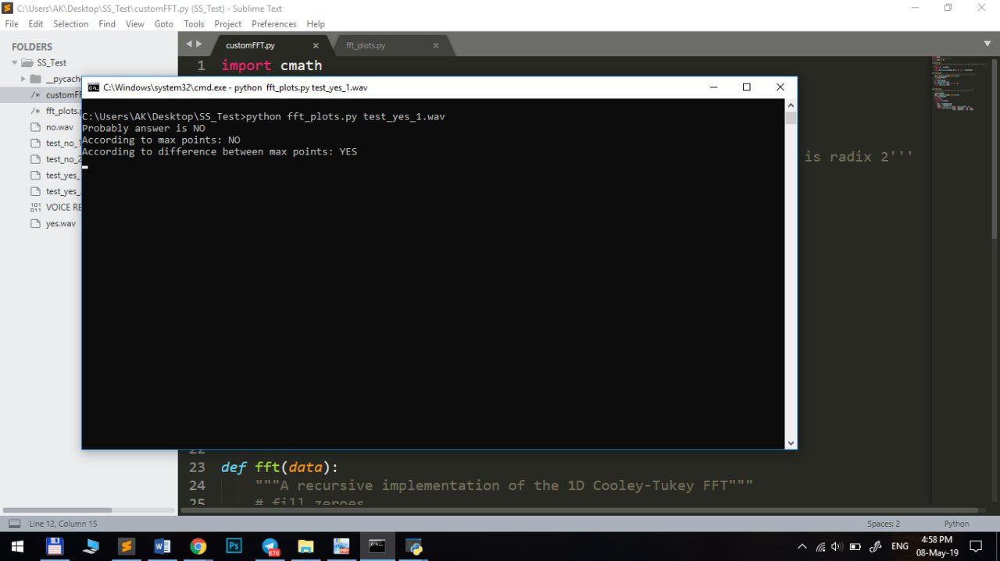 C:\Users\AK\Desktop\SS_Test\customFFT.py (SS_Test) - Sublime Text
File Edit Selection Find View Goto Tools Project Preferences Help
FOLDERS
SS_Test
__pycach
customFF
fft_plots.p
no.wav
test_no_1
test_no_2
test_yes_
test_yes_
VOICE RE
yes.wav
customFFT.py
fft_plots.py
1 import cmath
C:\Windows\system32\cmd.exe - python fft_plots.py test_yes_1.wav
C:\Users\AK\Desktop\SS_Test>python fft_plots.py test_yes_1.wav
Probably answer is NO
According to max points: NO
According to difference between max points: YES
is radix 2'''
22
23 def fft(data):
24 """A recursive implementation of the 1D Cooley-Tukey FFT"""
25 # fill zeroes
Line 12, Column 15
Spaces: 2
Python
Ps
876
ENG
4:58 PM
08-May-19